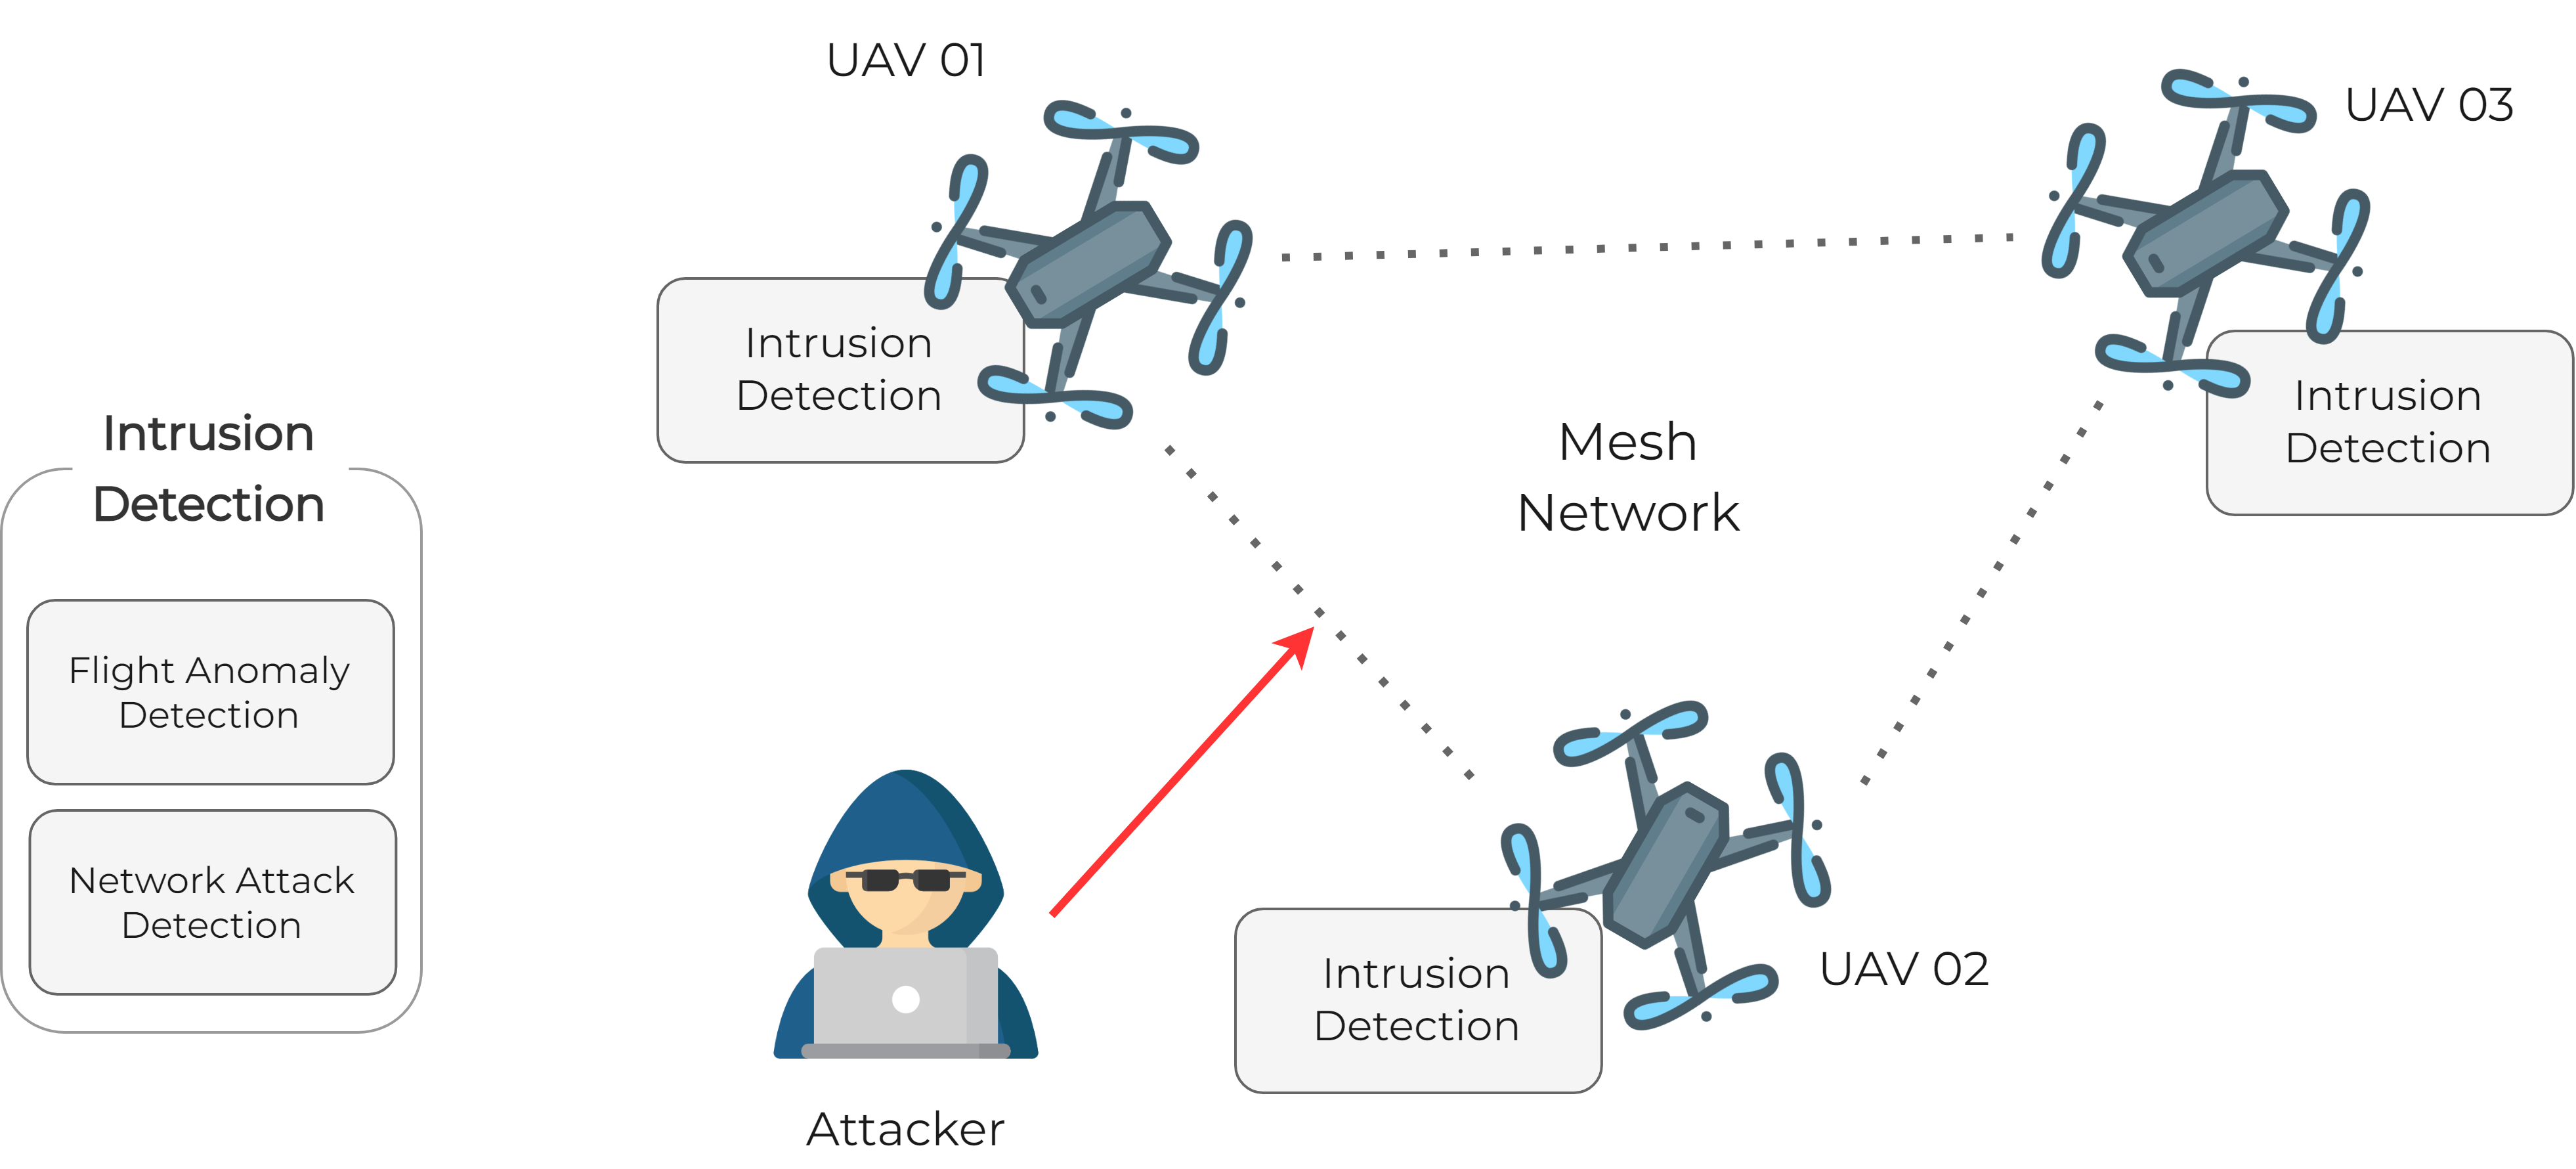 UAV 01
UAV 03
Intrusion
Detection
Intrusion
Detection
Mesh
Network
Intrusion
Detection
Flight Anomaly
Detection
Network Attack
Detection
Intrusion
Detection
UAV 02
Attacker